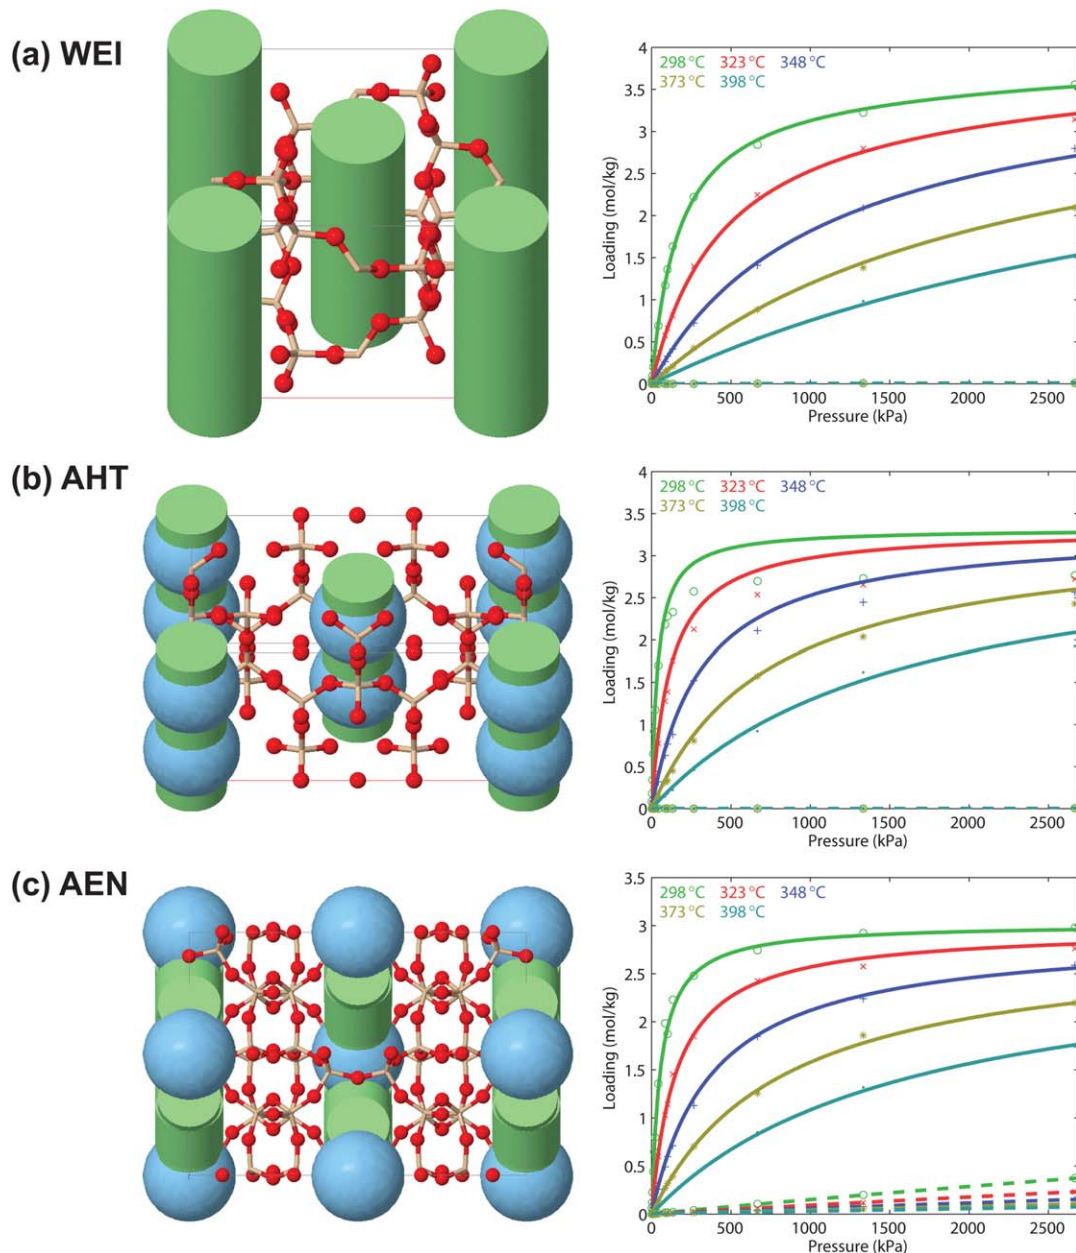 (a) WEI
4
298 °C 323 °C 348 °C
373 °C 398 °C
3.5
3
2.5
2
1.5
1
0.5
0
Loading (mol/kg)
0 500 1000 1500 2000 2500
Pressure (kPa)
(b) AHT
4
298 °C 323 °C 348 °C
373 °C 398 °C
3.5
3
2.5
2
1.5
1
0.5
0
Loading (mol/kg)
0 500 1000 1500 2000 2500
Pressure (kPa)
(c) AEN
3.5
298 °C 323 °C 348 °C
373 °C 398 °C
3
2.5
2
1.5
1
0.5
0
Loading (mol/kg)
0 500 1000 1500 2000 2500
Pressure (kPa)